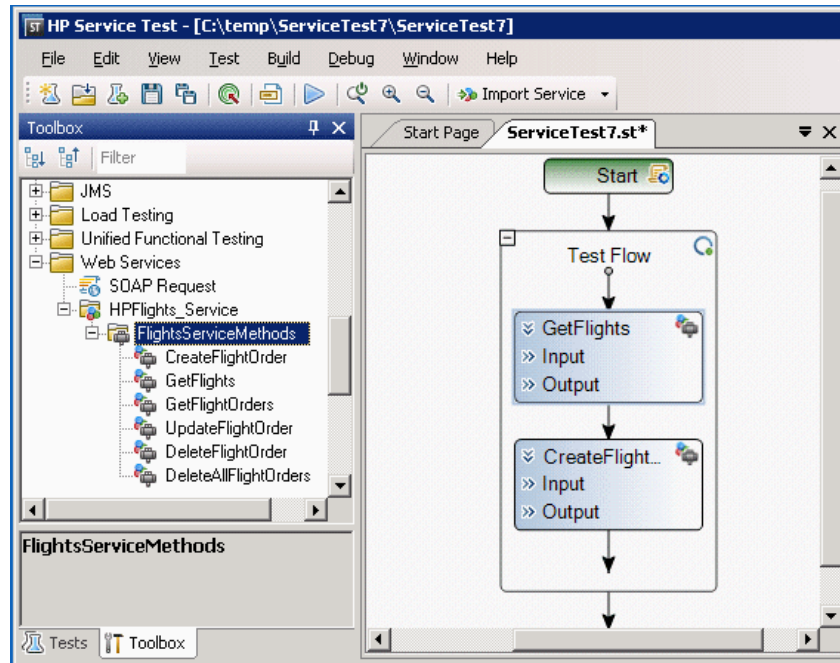 ST HP Service Test - [C:\temp\ServiceTest7\ServiceTest7]
File Edit View Test Build Debug Window Help
Import Service
Toolbox
Filter
JMS
Load Testing
Unified Functional Testing
Web Services
SOAP Request
HPFlights_Service
FlightsServiceMethods
CreateFlightOrder
GetFlights
GetFlightOrders
UpdateFlightOrder
DeleteFlightOrder
DeleteAllFlightOrders
FlightsServiceMethods
Tests Toolbox
Start Page ServiceTest7.st*
Start
Test Flow
GetFlights
Input
Output
CreateFlight...
Input
Output